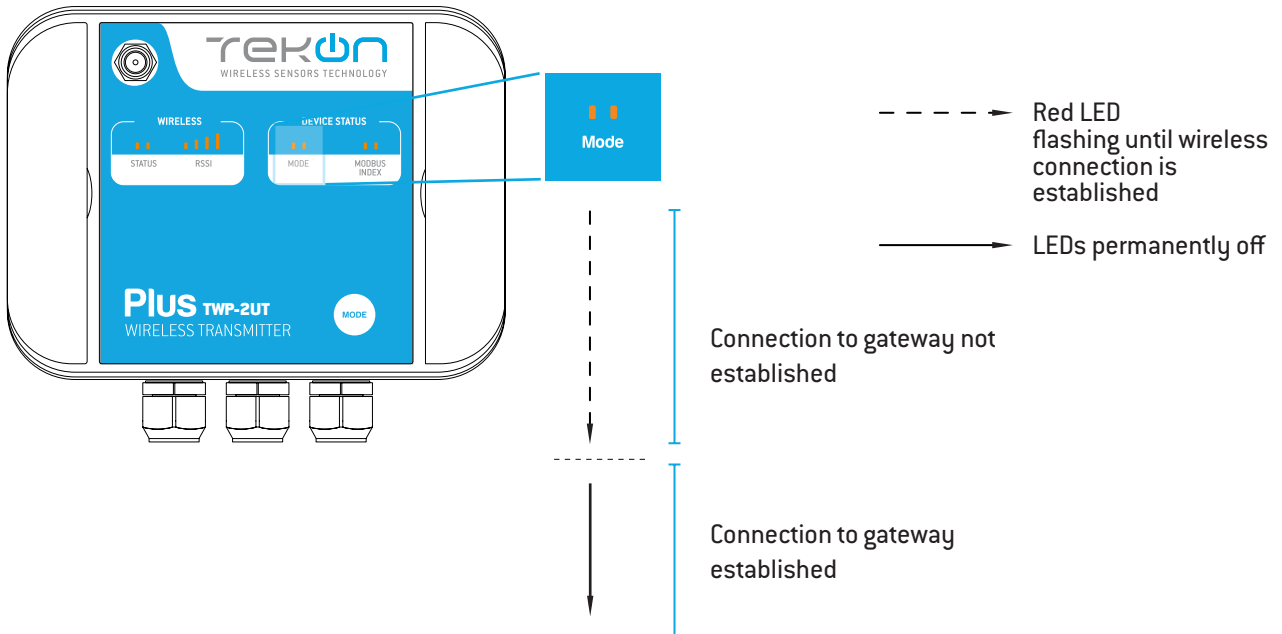 TEKON
WIRELESS SENSORS TECHNOLOGY
WIRELESS
STATUS
RSSI
DEVICE STATUS
MODE
MODBUS
INDEX
Plus TWP-2UT
WIRELESS TRANSMITTER
MODE
Mode
Red LED
flashing until wireless
connection is
established
LEDs permanently off
Connection to gateway not
established
Connection to gateway
established